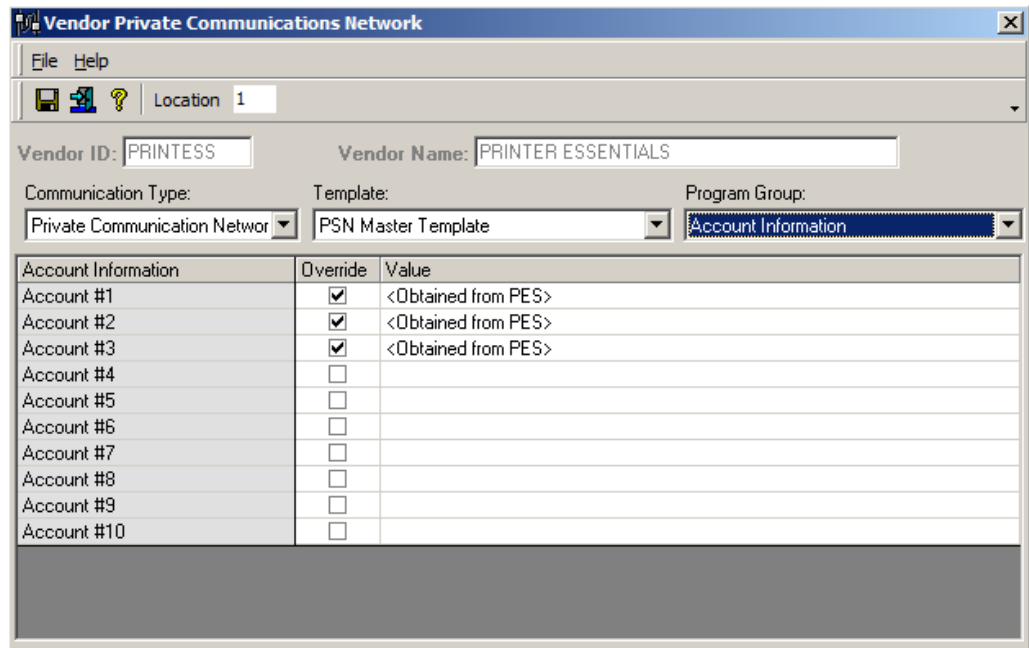 Vendor Private Communications Network
File Help
Location 1
Vendor ID: PRINTESS Vendor Name: PRINTER ESSENTIALS
Communication Type: Template: Program Group:
Private Communication Networ PSN Master Template Account Information
Account Information Override Value
Account #1 <Obtained from PES>
Account #2 <Obtained from PES>
Account #3 <Obtained from PES>
Account #4
Account #5
Account #6
Account #7
Account #8
Account #9
Account #10